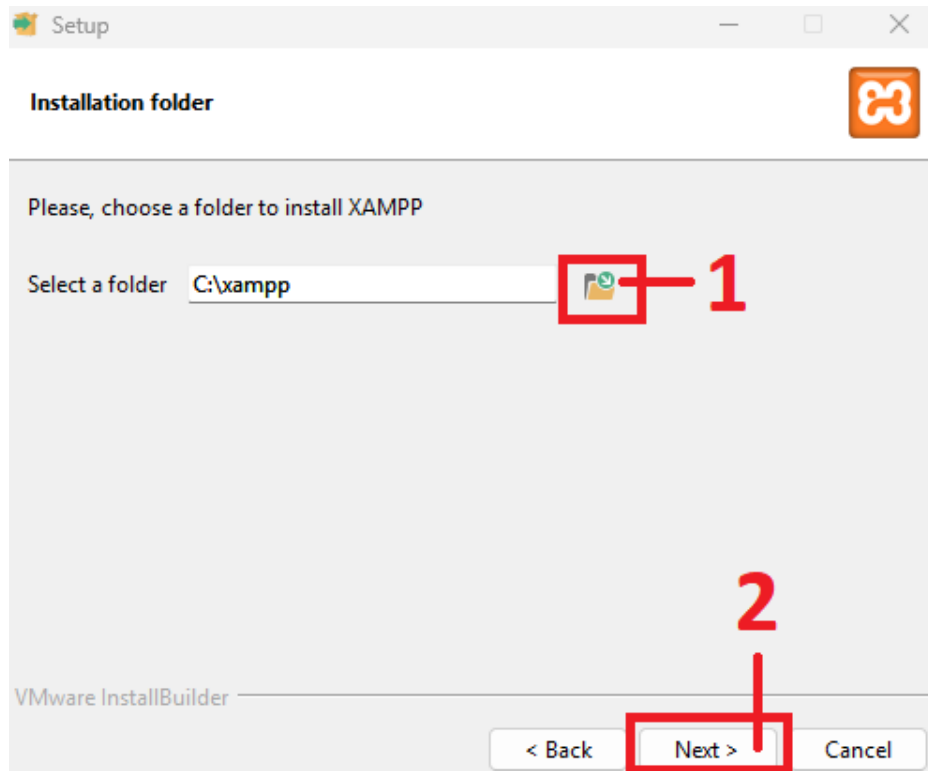 Setup
Installation folder
Please, choose a folder to install XAMPP
Select a folder C:\xampp
1
2
VMware InstallBuilder
< Back Next > Cancel